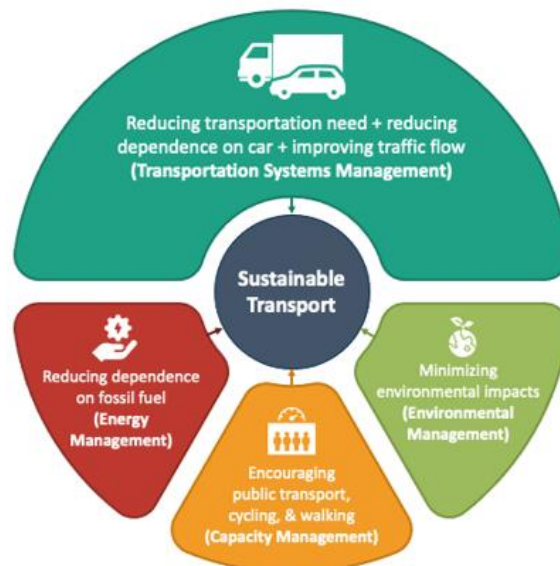 Reducing transportation need + reducing
dependence on car + improving traffic flow
(Transportation Systems Management)
Sustainable
Transport
Reducing dependence
on fossil fuel
(Energy
Management)
Minimizing
environmental impacts
(Environmental
Management)
Encouraging
public transport,
cycling, & walking
(Capacity Management)